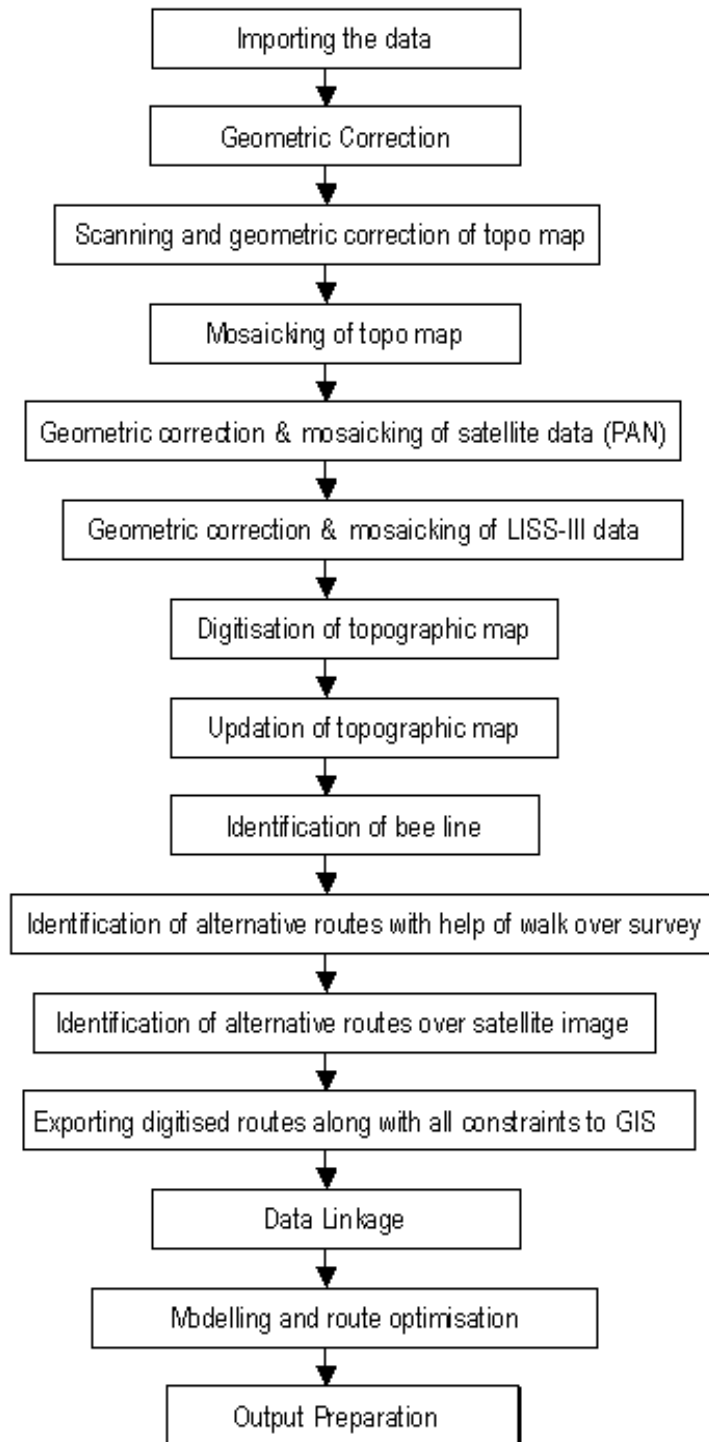 Importing the data
Geometric Correction
Scanning and geometric correction of topo map
Mosaicking of topo map
Geometric correction & mosaicking of satellite data (PAN)
Geometric correction & mosaicking of LISS-III data
Digitisation of topographic map
Updation of topographic map
Identification of bee line
Identification of alternative routes with help of walk over survey
Identification of alternative routes over satellite image
Exporting digitised routes along with all constraints to GIS
Data Linkage
Modelling and route optimisation
Output Preparation